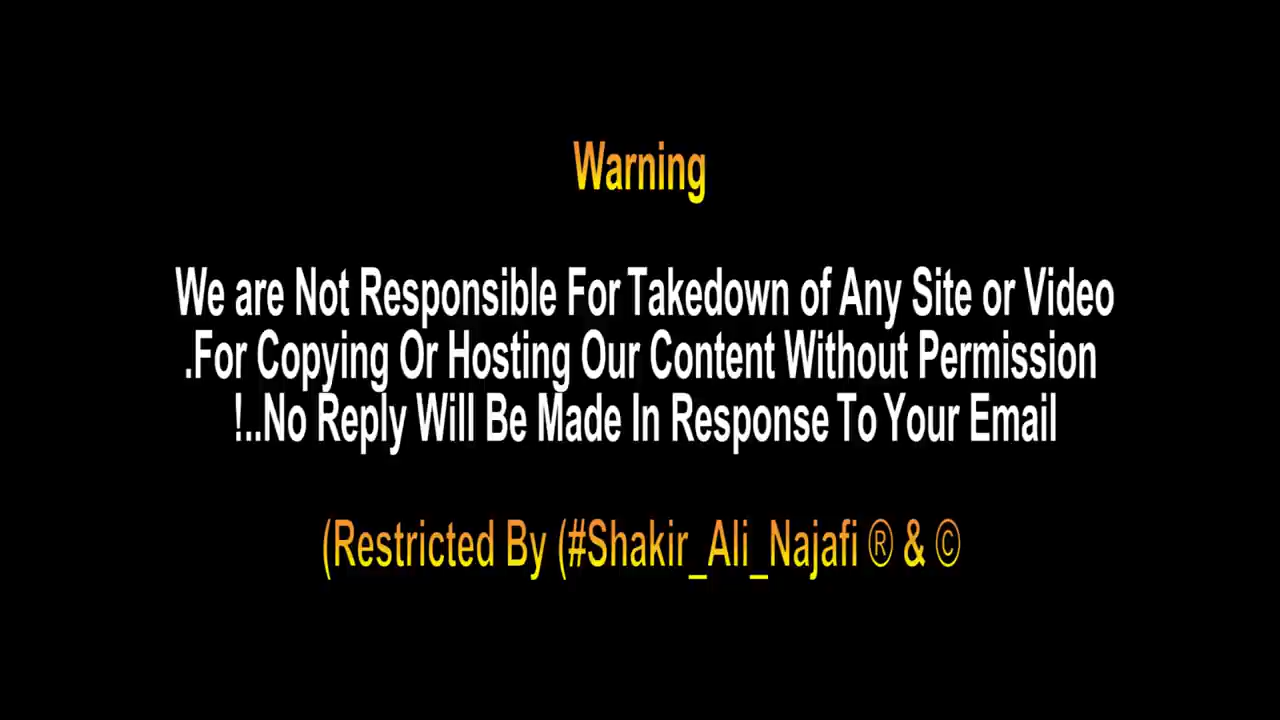 Warning
We are Not Responsible For Takedown of Any Site or Video
.For Copying Or Hosting Our Content Without Permission
!..No Reply Will Be Made In Response To Your Email
(Restricted By (#Shakir_Ali_Najafi ® & ©